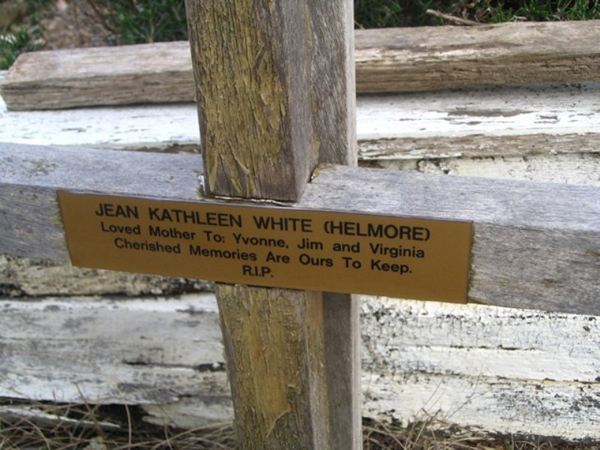 JEAN KATHLEEN WHITE (HELMORE)
Loved Mother To: Yvonne, Jim and Virginia
Cherished Memories Are Ours To Keep.
R.I.P.